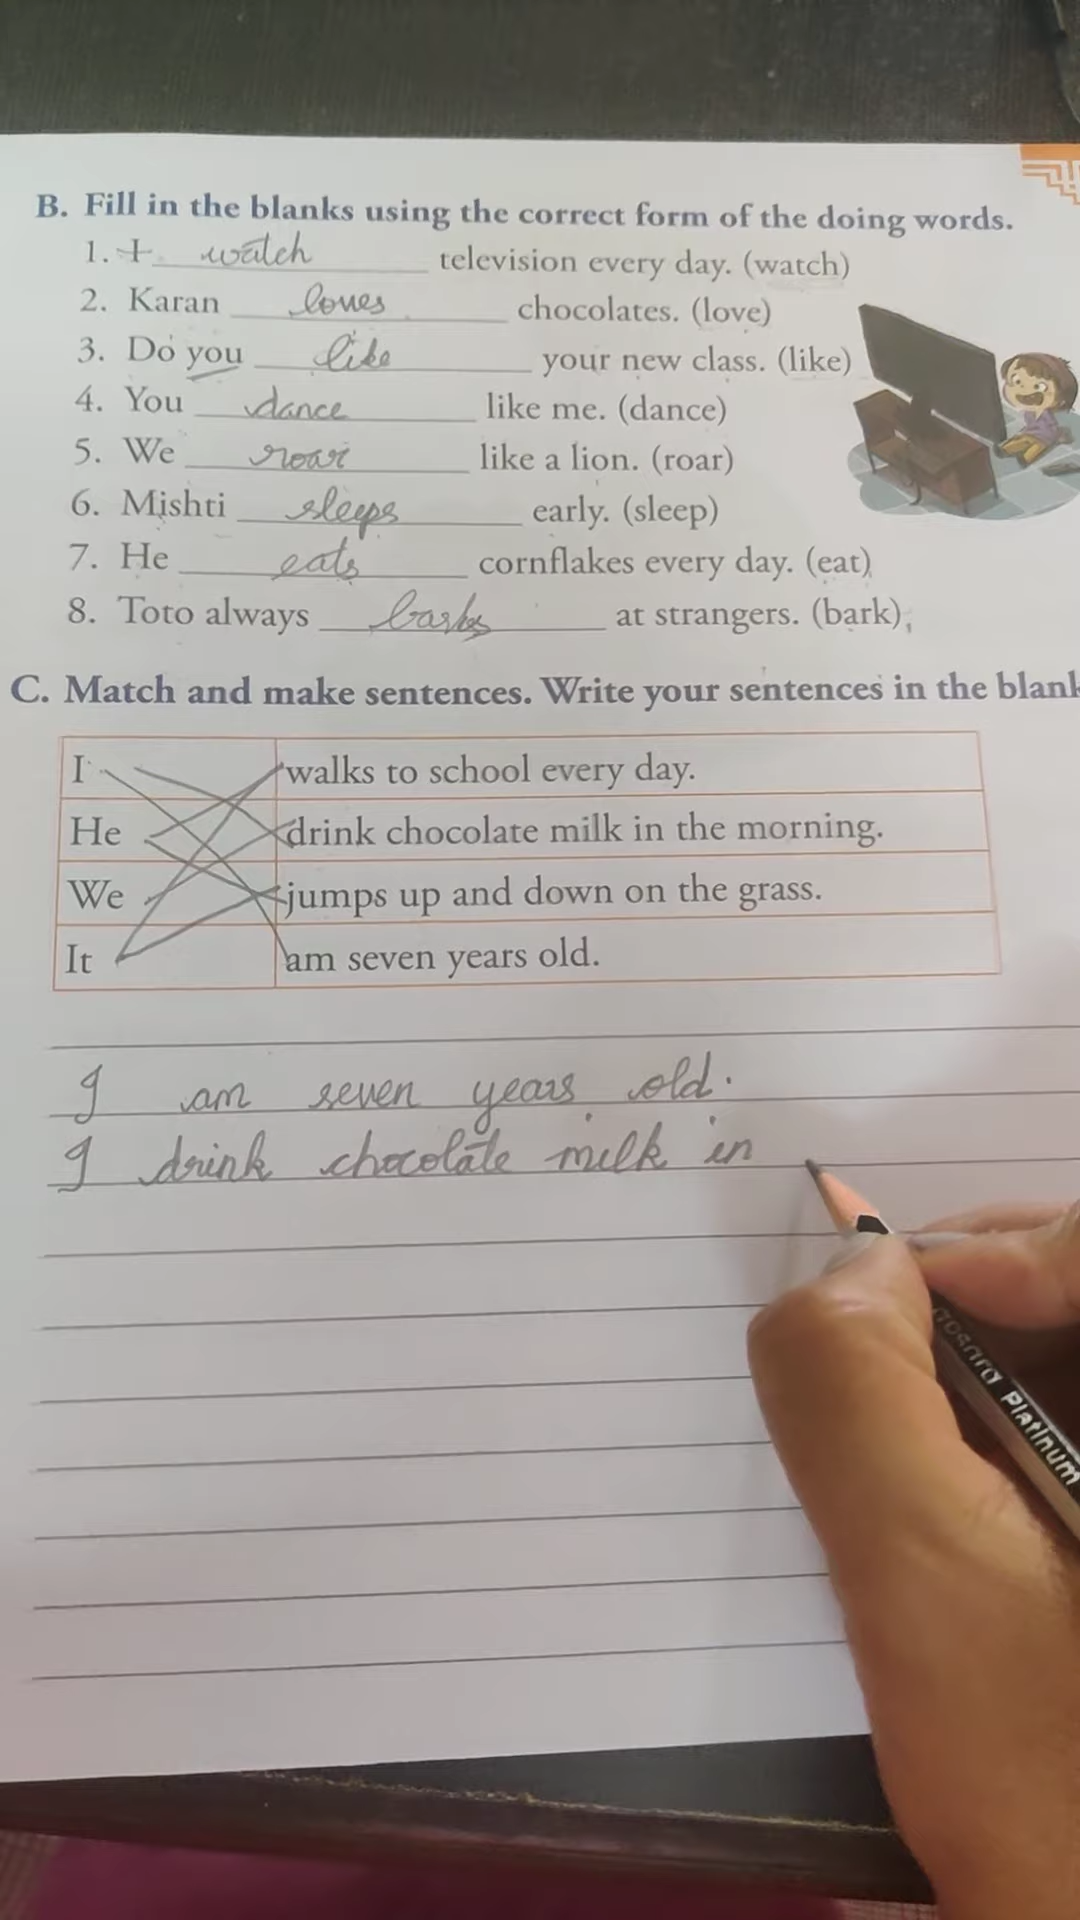 B. Fill in the blanks using the correct form of the doing words.
1. I watch television every day. (watch)
2. Karan loves chocolates. (love)
3. Do you like your new class. (like)
4. You dance like me. (dance)
5. We roar like a lion. (roar)
6. Mishti sleeps early. (sleep)
7. He eats cornflakes every day. (eat)
8. Toto always barks at strangers. (bark)
C. Match and make sentences. Write your sentences in the blank
I walks to school every day.
He drink chocolate milk in the morning.
We jumps up and down on the grass.
It am seven years old.
I am seven years old.
I drink chocolate milk in
Platinum